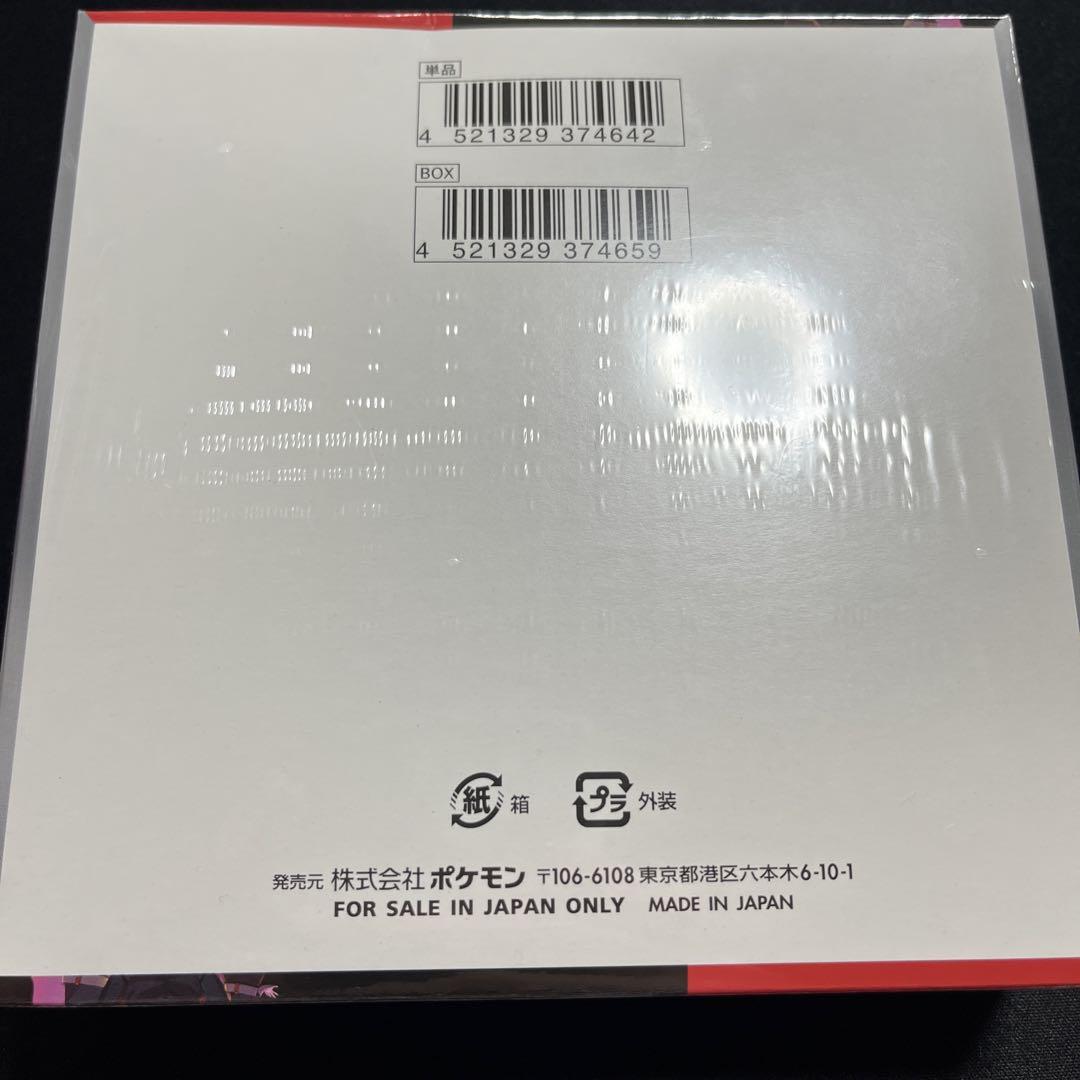 単品
4 521329 374642
BOX
4 521329 374659
紙 箱 プラ 外装
発売元 株式会社 ポケモン 〒106-6108 東京都港区六本木6-10-1
FOR SALE IN JAPAN ONLY MADE IN JAPAN